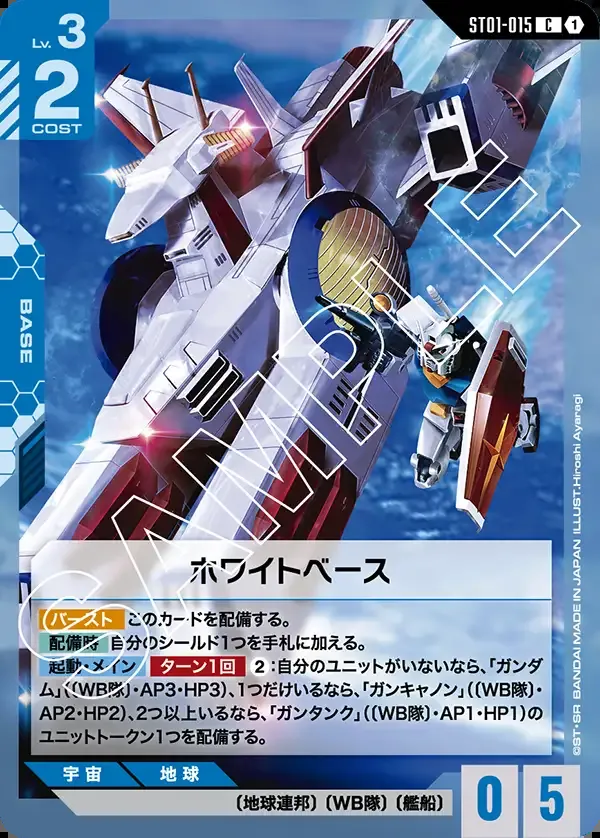 ST01-015 C 1
Lv. 3
2
COST
BASE
SAMPLE
ホワイトベース
バースト このカードを配備する。
配備時 自分のシールド1つを手札に加える。
起動・メイン ターン1回 ②:自分のユニットがいないなら、「ガンダ
ム」(〔WB隊〕・AP3・HP3)、1つだけいるなら、「ガンキャノン」(〔WB隊〕・
AP2・HP2)、2つ以上いるなら、「ガンタンク」(〔WB隊〕・AP1・HP1)の
ユニットトークン1つを配備する。
宇宙 地球
〔地球連邦〕〔WB隊〕〔艦船〕
0 5
©ST・SR BANDAI MADE IN JAPAN ILLUST.Hiroshi Ayaragi